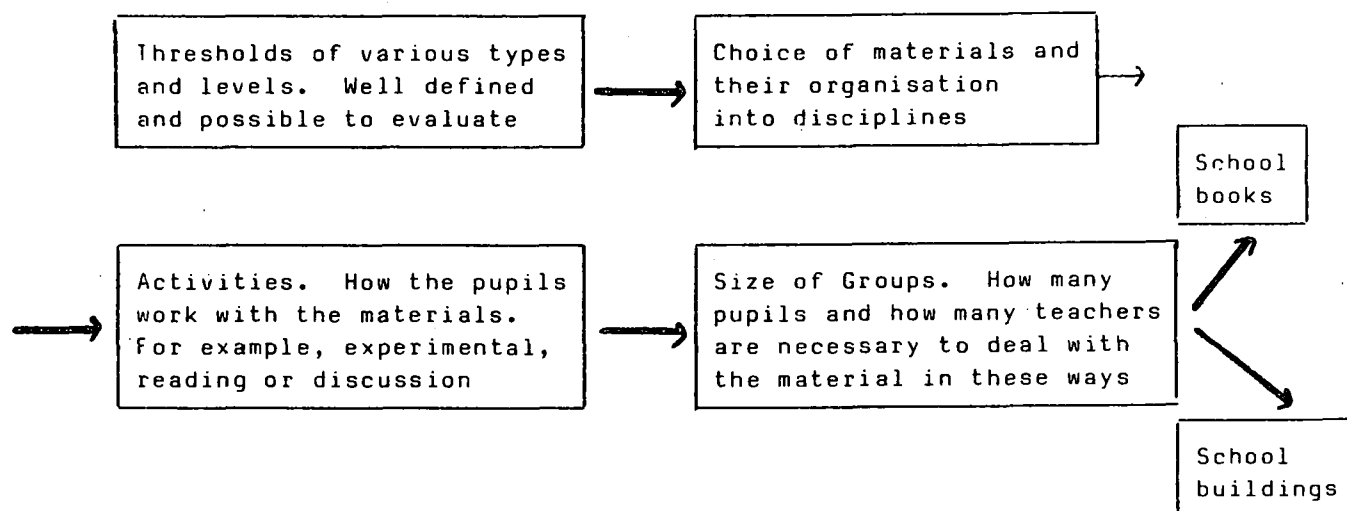 Thresholds of various types
and levels. Well defined
and possible to evaluate
Choice of materials and
their organisation
into disciplines
School
books
Activities. How the pupils
work with the materials.
For example, experimental,
reading or discussion
Size of Groups. How many
pupils and how many teachers
are necessary to deal with
the material in these ways
School
buildings